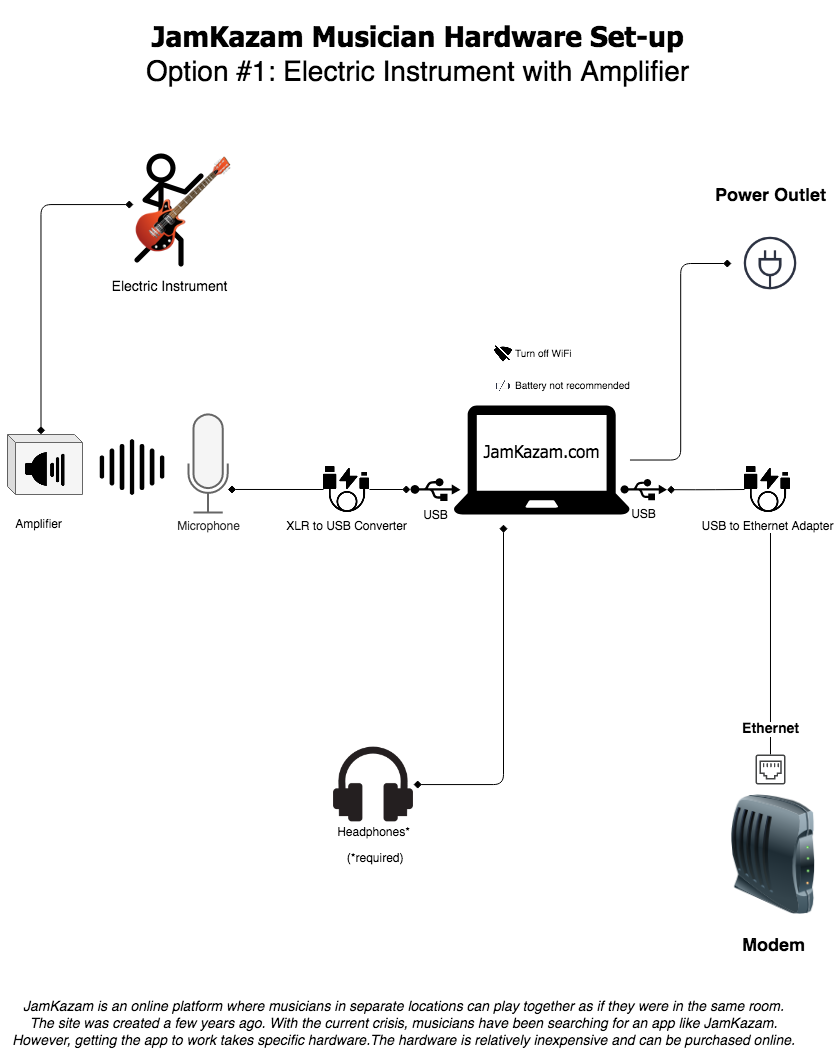 JamKazam Musician Hardware Set-up
Option #1: Electric Instrument with Amplifier
Power Outlet
Electric Instrument
Turn off WiFi
Battery not recommended
JamKazam.com
Amplifier
Microphone
XLR to USB Converter
USB
USB
USB to Ethernet Adapter
Ethernet
Headphones*
(*required)
Modem
JamKazam is an online platform where musicians in separate locations can play together as if they were in the same room.
The site was created a few years ago. With the current crisis, musicians have been searching for an app like JamKazam.
However, getting the app to work takes specific hardware.The hardware is relatively inexpensive and can be purchased online.